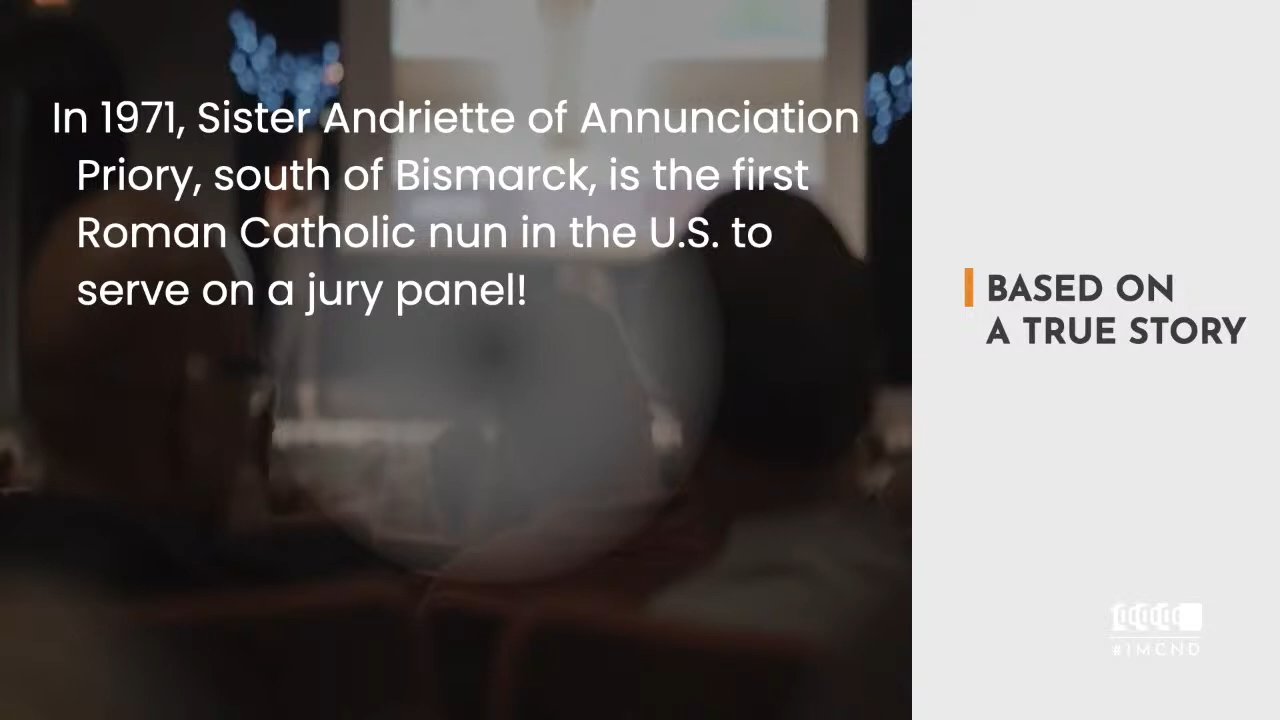 In 1971, Sister Andriette of Annunciation
Priory, south of Bismarck, is the first
Roman Catholic nun in the U.S. to
serve on a jury panel!
BASED ON
A TRUE STORY
#IMCND